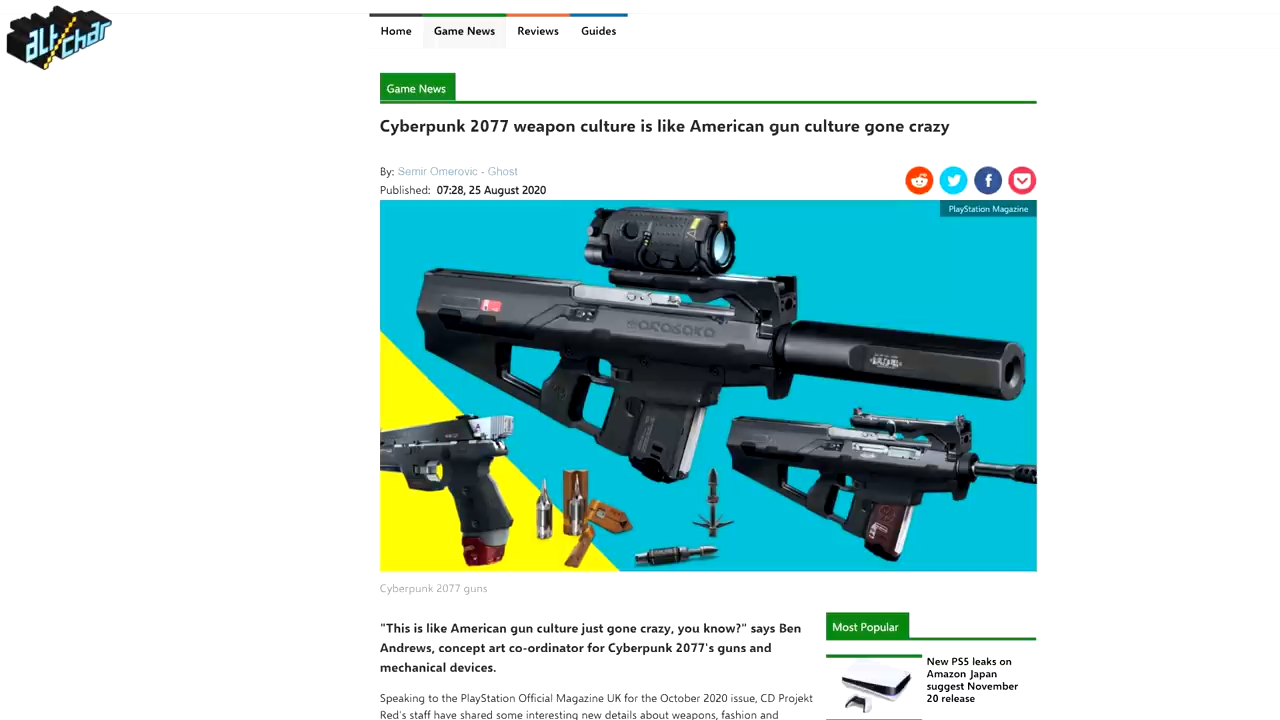 alt char
Home
Game News
Reviews
Guides
Game News
Cyberpunk 2077 weapon culture is like American gun culture gone crazy
By: Semir Omerovic - Ghost
Published: 07:28, 25 August 2020
PlayStation Magazine
arasaka
Cyberpunk 2077 guns
"This is like American gun culture just gone crazy, you know?" says Ben
Andrews, concept art co-ordinator for Cyberpunk 2077's guns and
mechanical devices.
Speaking to the PlayStation Official Magazine UK for the October 2020 issue, CD Projekt
Red's staff have shared some interesting new details about weapons, fashion and
Most Popular
New PS5 leaks on
Amazon Japan
suggest November
20 release